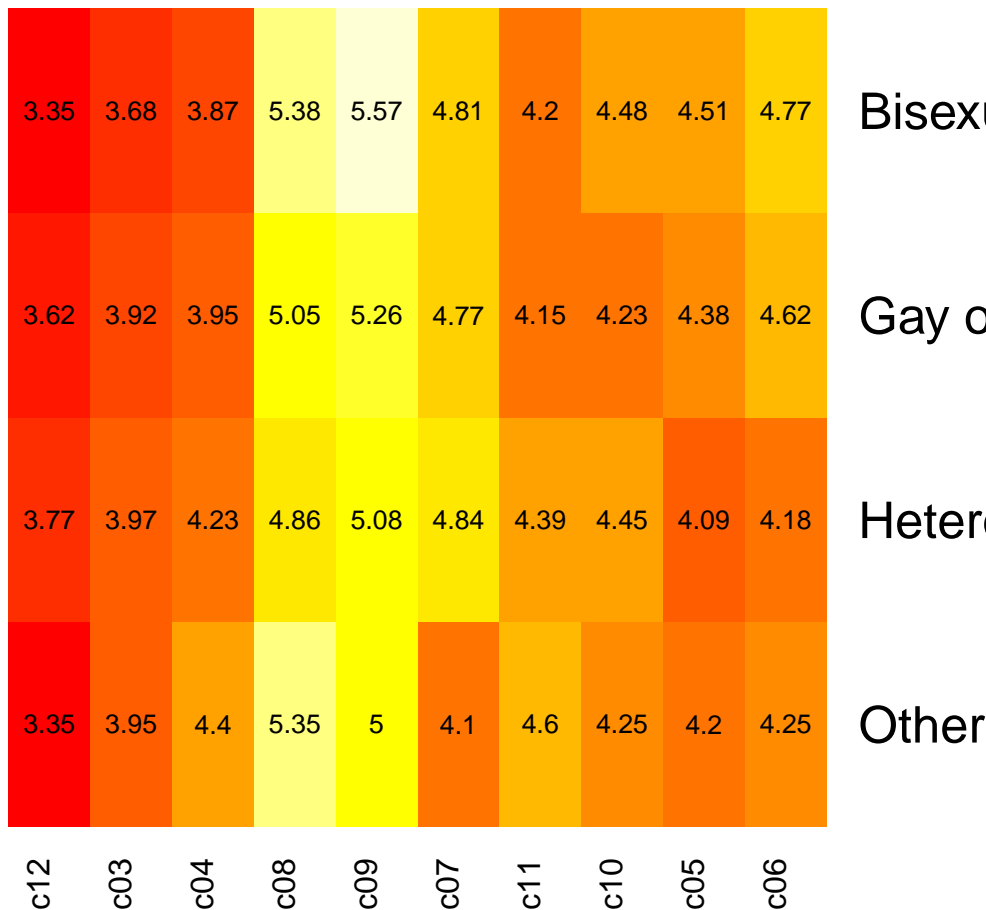 3.35 3.68 3.87 5.38 5.57 4.81 4.2 4.48 4.51 4.77 Bisexu
3.62 3.92 3.95 5.05 5.26 4.77 4.15 4.23 4.38 4.62 Gay o
3.77 3.97 4.23 4.86 5.08 4.84 4.39 4.45 4.09 4.18 Heter
3.35 3.95 4.4 5.35 5 4.1 4.6 4.25 4.2 4.25 Other
c12 c03 c04 c08 c09 c07 c11 c10 c05 c06